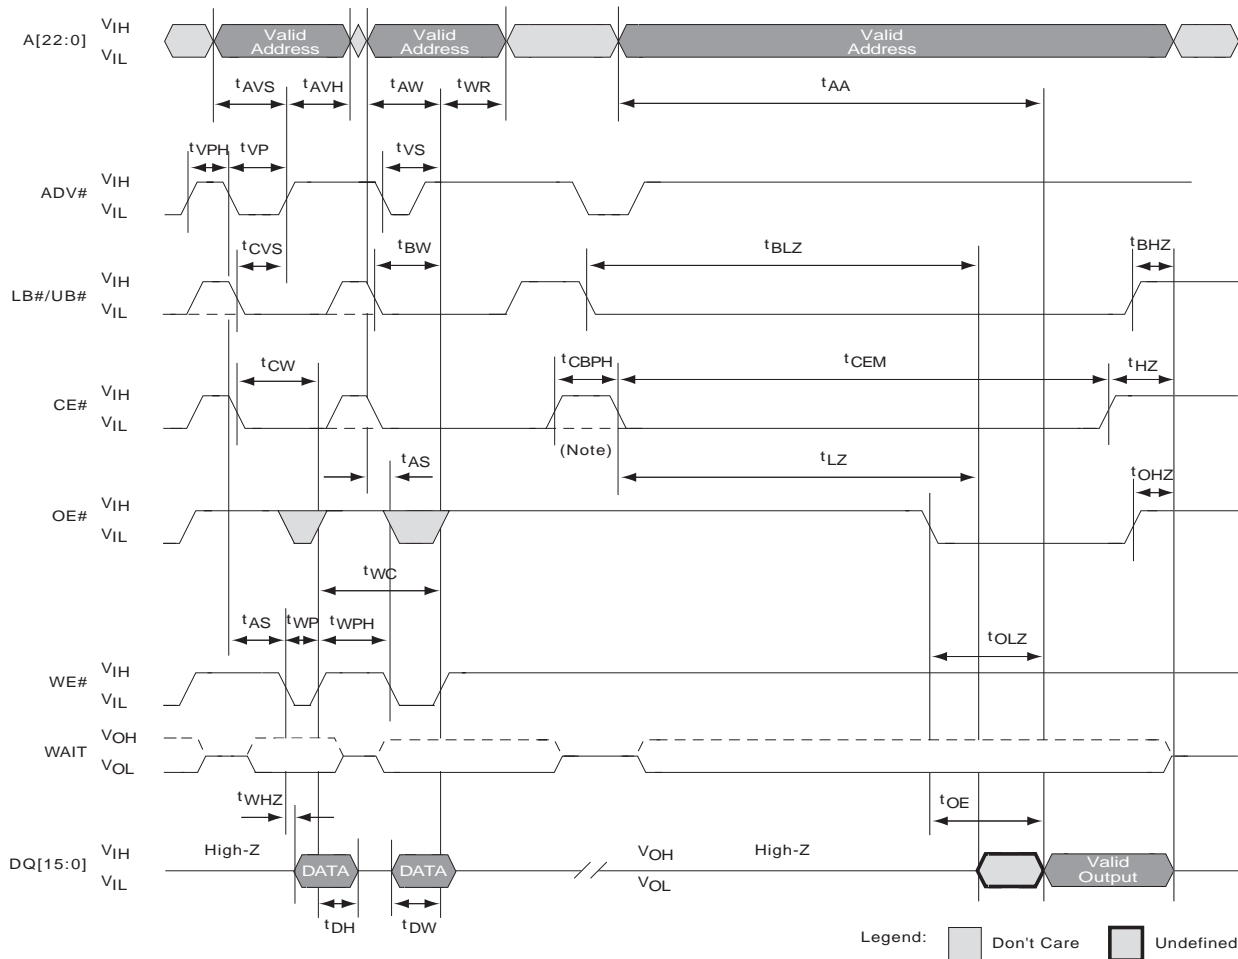 A[22:0] VIH VIL
Valid Address
Valid Address
Valid Address
tAVS tAVH tAW tWR tAA
tVPH tVP tVS
ADV# VIH VIL
tCVS tBW tBLZ tBHZ
LB#/UB# VIH VIL
tCW tCBPH tCEM tHZ
CE# VIH VIL
(Note)
tAS tLZ tOHZ
OE# VIH VIL
tWC
tAS tWP tWPH tOLZ
WE# VIH VIL
WAIT VOH VOL
tWHZ tOE
DQ[15:0] VIH VIL
High-Z DATA DATA VOH VOL High-Z Valid Output
tDH tDW
Legend: Don't Care Undefined